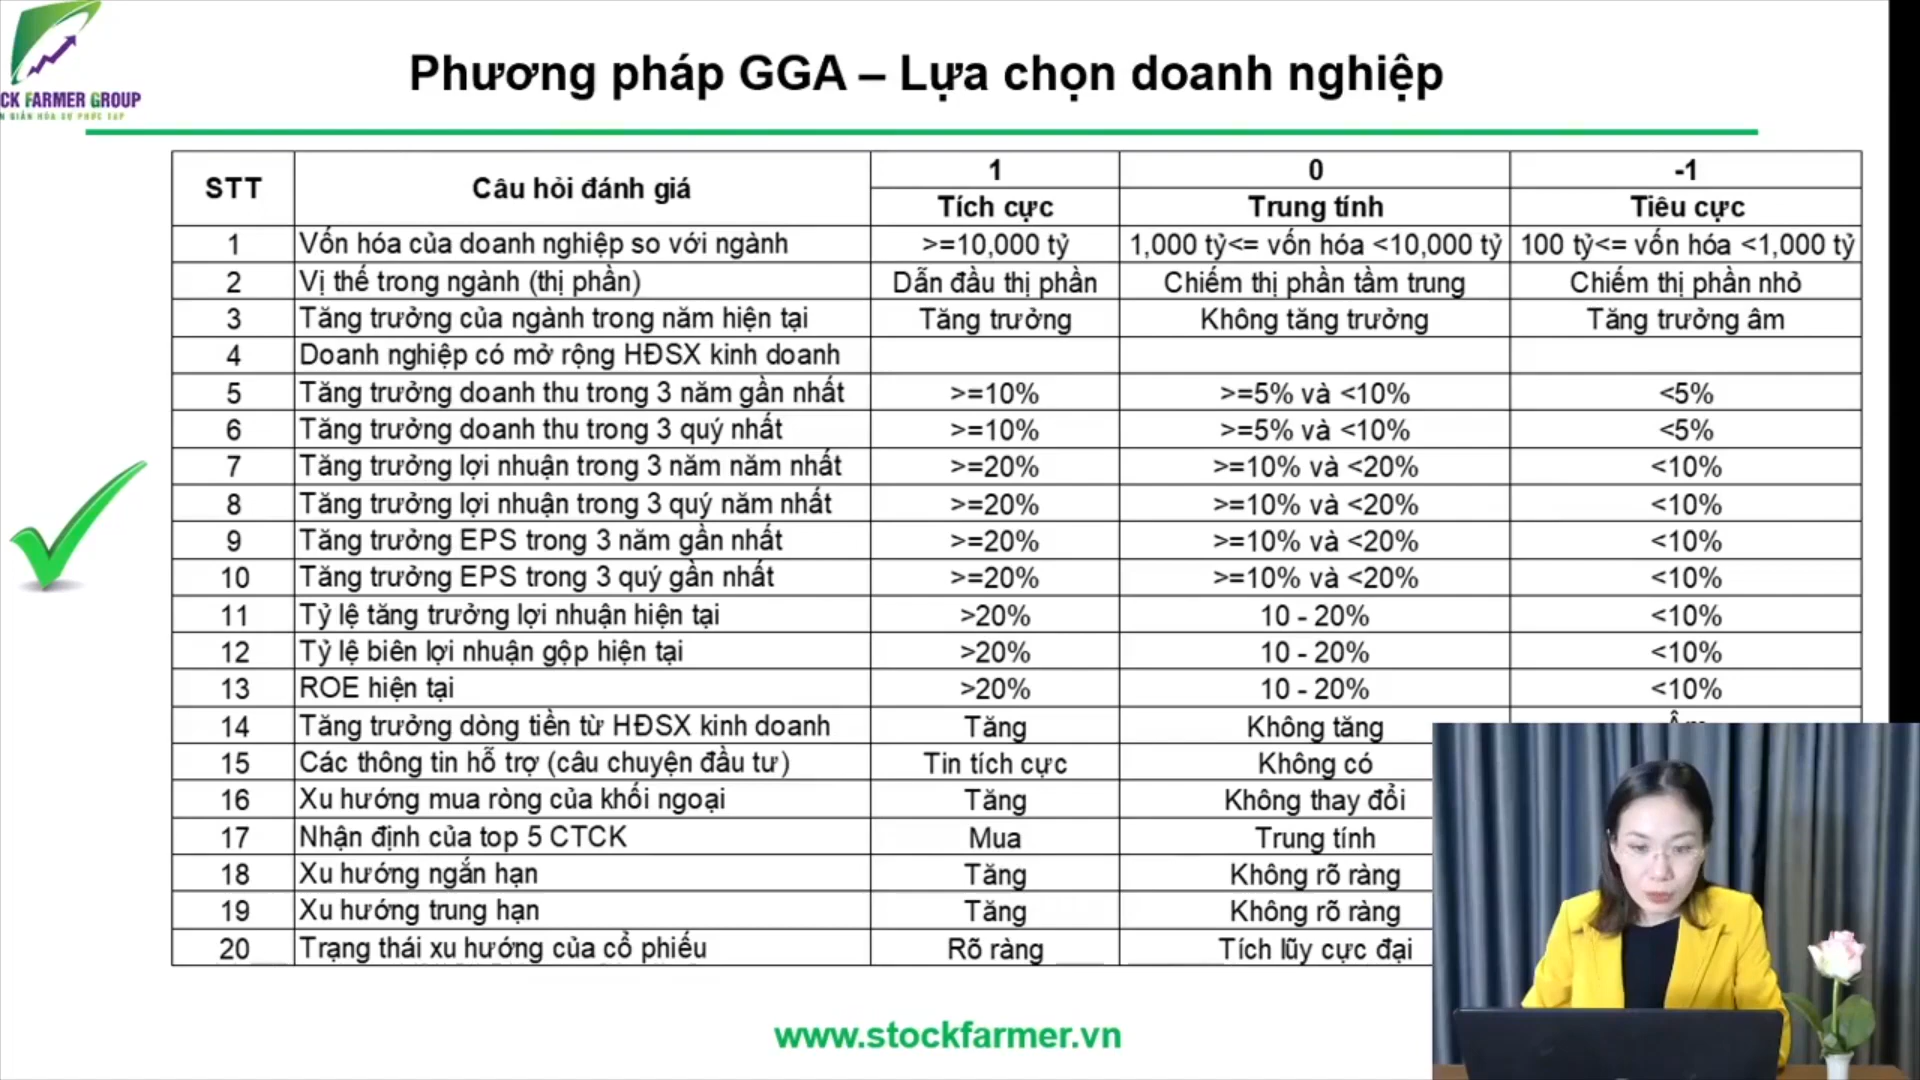 CK FARMER GROUP
N GIẢN HÓA SỰ PHỨC TẠP
Phương pháp GGA – Lựa chọn doanh nghiệp
STT Câu hỏi đánh giá 1 0 -1
Tích cực Trung tính Tiêu cực
1 Vốn hóa của doanh nghiệp so với ngành >=10,000 tỷ 1,000 tỷ<= vốn hóa <10,000 tỷ 100 tỷ<= vốn hóa <1,000 tỷ
2 Vị thế trong ngành (thị phần) Dẫn đầu thị phần Chiếm thị phần tầm trung Chiếm thị phần nhỏ
3 Tăng trưởng của ngành trong năm hiện tại Tăng trưởng Không tăng trưởng Tăng trưởng âm
4 Doanh nghiệp có mở rộng HĐSX kinh doanh
5 Tăng trưởng doanh thu trong 3 năm gần nhất >=10% >=5% và <10% <5%
6 Tăng trưởng doanh thu trong 3 quý nhất >=10% >=5% và <10% <5%
7 Tăng trưởng lợi nhuận trong 3 năm năm nhất >=20% >=10% và <20% <10%
8 Tăng trưởng lợi nhuận trong 3 quý năm nhất >=20% >=10% và <20% <10%
9 Tăng trưởng EPS trong 3 năm gần nhất >=20% >=10% và <20% <10%
10 Tăng trưởng EPS trong 3 quý gần nhất >=20% >=10% và <20% <10%
11 Tỷ lệ tăng trưởng lợi nhuận hiện tại >20% 10 - 20% <10%
12 Tỷ lệ biên lợi nhuận gộp hiện tại >20% 10 - 20% <10%
13 ROE hiện tại >20% 10 - 20% <10%
14 Tăng trưởng dòng tiền từ HĐSX kinh doanh Tăng Không tăng
15 Các thông tin hỗ trợ (câu chuyện đầu tư) Tin tích cực Không có
16 Xu hướng mua ròng của khối ngoại Tăng Không thay đổi
17 Nhận định của top 5 CTCK Mua Trung tính
18 Xu hướng ngắn hạn Tăng Không rõ ràng
19 Xu hướng trung hạn Tăng Không rõ ràng
20 Trạng thái xu hướng của cổ phiếu Rõ ràng Tích lũy cực đại
www.stockfarmer.vn